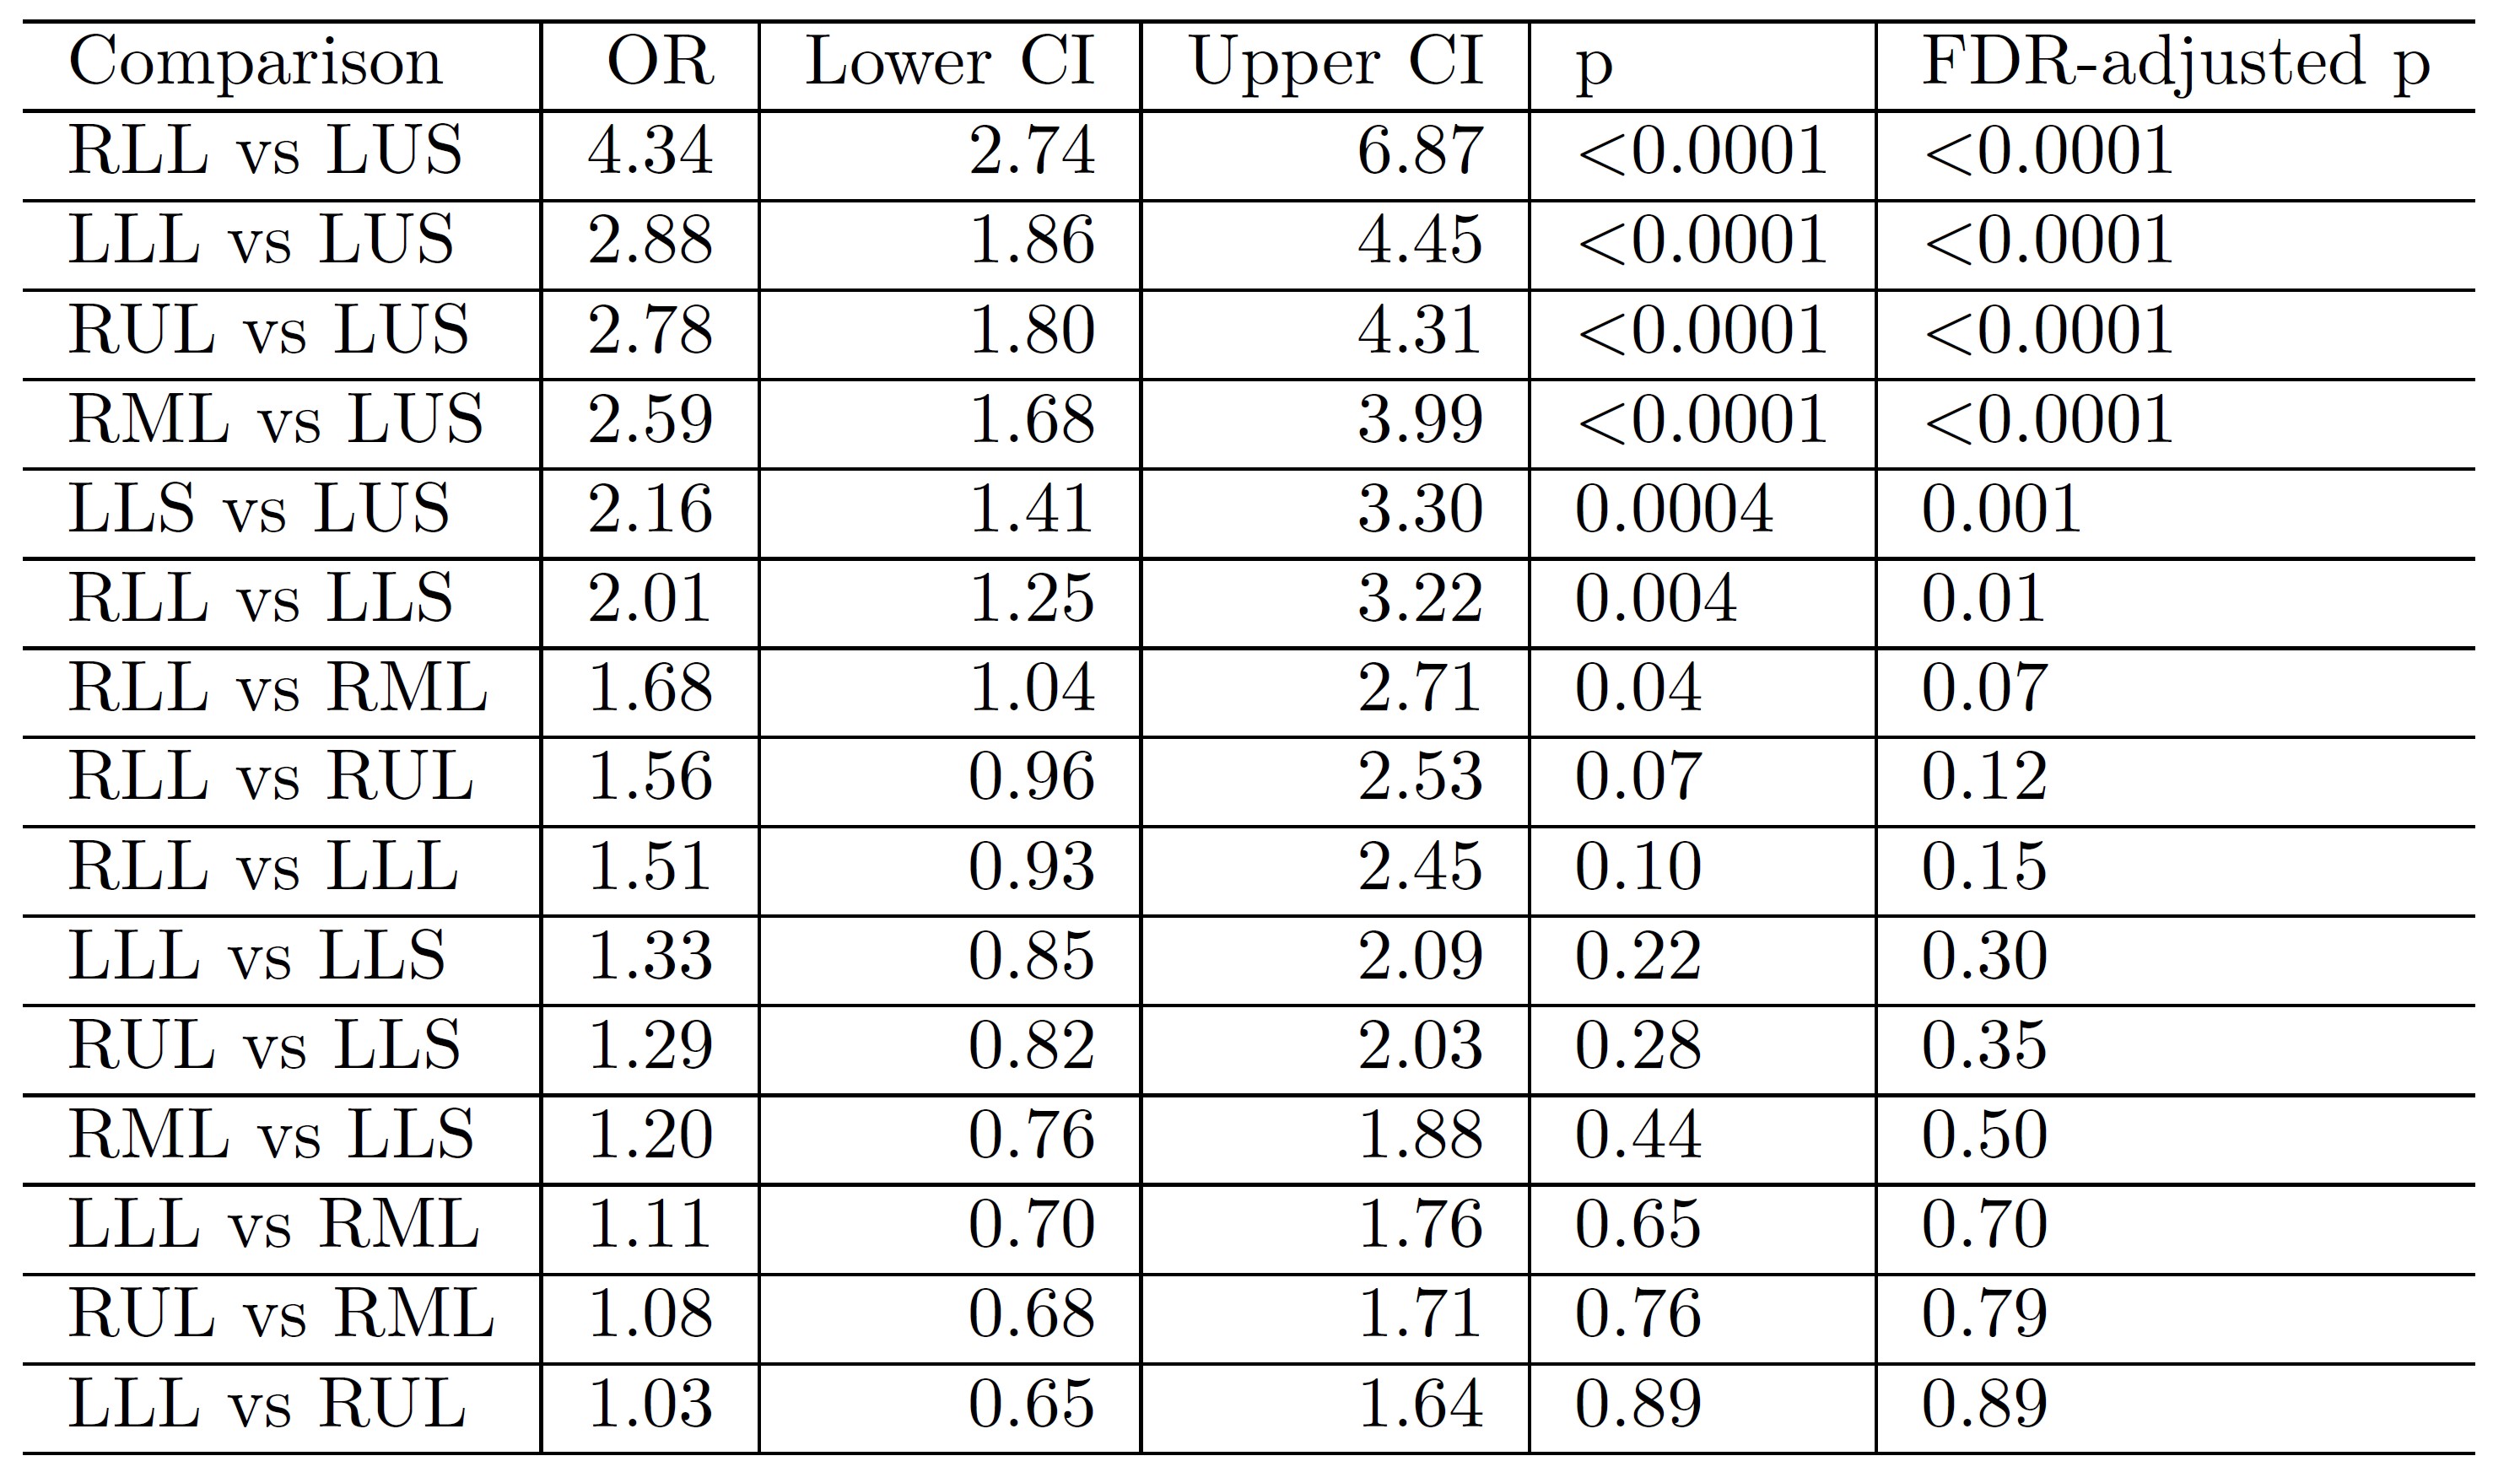 Comparison OR Lower CI Upper CI p FDR-adjusted p
RLL vs LUS 4.34 2.74 6.87 <0.0001 <0.0001
LLL vs LUS 2.88 1.86 4.45 <0.0001 <0.0001
RUL vs LUS 2.78 1.80 4.31 <0.0001 <0.0001
RML vs LUS 2.59 1.68 3.99 <0.0001 <0.0001
LLS vs LUS 2.16 1.41 3.30 0.0004 0.001
RLL vs LLS 2.01 1.25 3.22 0.004 0.01
RLL vs RML 1.68 1.04 2.71 0.04 0.07
RLL vs RUL 1.56 0.96 2.53 0.07 0.12
RLL vs LLL 1.51 0.93 2.45 0.10 0.15
LLL vs LLS 1.33 0.85 2.09 0.22 0.30
RUL vs LLS 1.29 0.82 2.03 0.28 0.35
RML vs LLS 1.20 0.76 1.88 0.44 0.50
LLL vs RML 1.11 0.70 1.76 0.65 0.70
RUL vs RML 1.08 0.68 1.71 0.76 0.79
LLL vs RUL 1.03 0.65 1.64 0.89 0.89